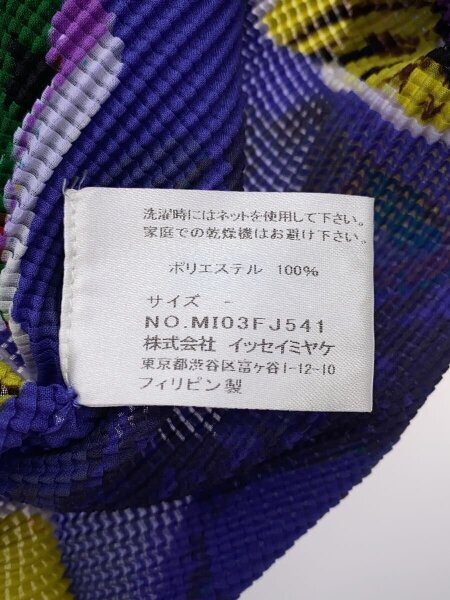 洗濯時にはネットを使用して下さい。
家庭での乾燥機はお避け下さい。
ポリエステル 100%
サイズ -
NO.MI03FJ541
株式会社 イッセイミヤケ
東京都渋谷区富ヶ谷1-12-10
フィリピン製